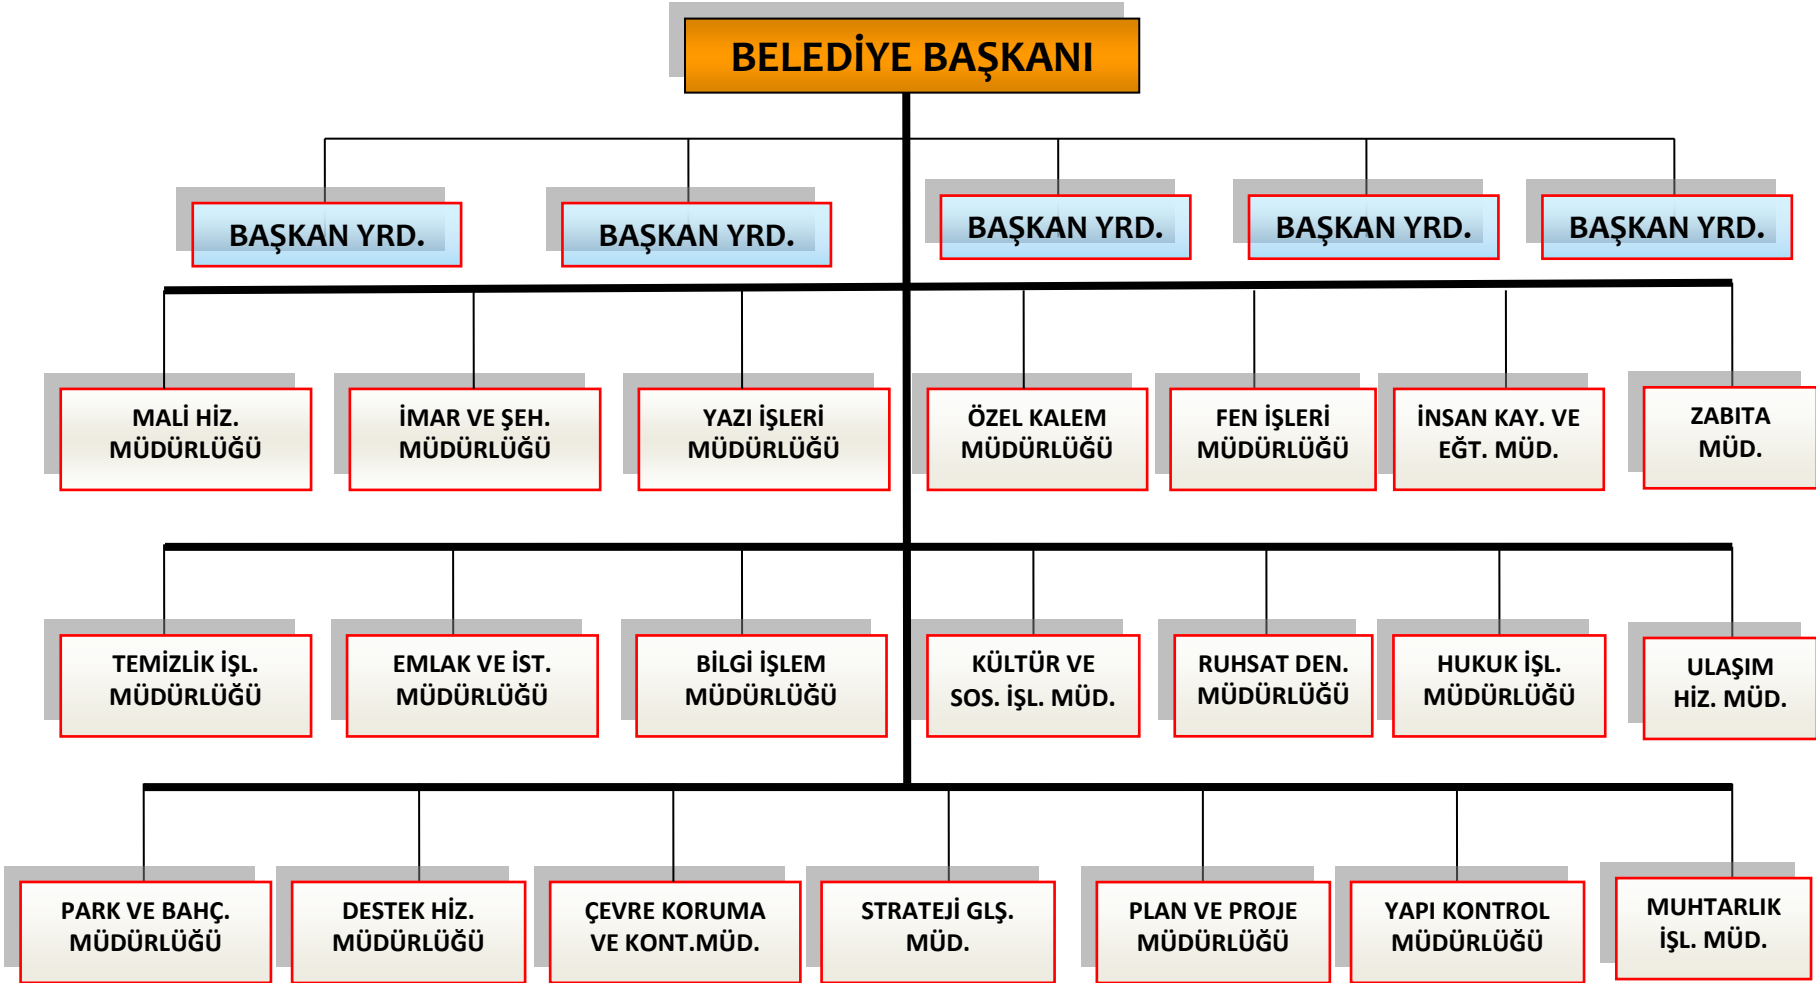 BELEDİYE BAŞKANI
BAŞKAN YRD.
BAŞKAN YRD.
BAŞKAN YRD.
BAŞKAN YRD.
BAŞKAN YRD.
MALİ HİZ.
MÜDÜRLÜĞÜ
İMAR VE ŞEH.
MÜDÜRLÜĞÜ
YAZI İŞLERİ
MÜDÜRLÜĞÜ
ÖZEL KALEM
MÜDÜRLÜĞÜ
FEN İŞLERİ
MÜDÜRLÜĞÜ
İNSAN KAY. VE
EĞT. MÜD.
ZABITA
MÜD.
TEMİZLİK İŞL.
MÜDÜRLÜĞÜ
EMLAK VE İST.
MÜDÜRLÜĞÜ
BİLGİ İŞLEM
MÜDÜRLÜĞÜ
KÜLTÜR VE
SOS. İŞL. MÜD.
RUHSAT DEN.
MÜDÜRLÜĞÜ
HUKUK İŞL.
MÜDÜRLÜĞÜ
ULAŞIM
HİZ. MÜD.
PARK VE BAHÇ.
MÜDÜRLÜĞÜ
DESTEK HİZ.
MÜDÜRLÜĞÜ
ÇEVRE KORUMA
VE KONT.MÜD.
STRATEJİ GLŞ.
MÜD.
PLAN VE PROJE
MÜDÜRLÜĞÜ
YAPI KONTROL
MÜDÜRLÜĞÜ
MUHTARLIK
İŞL. MÜD.